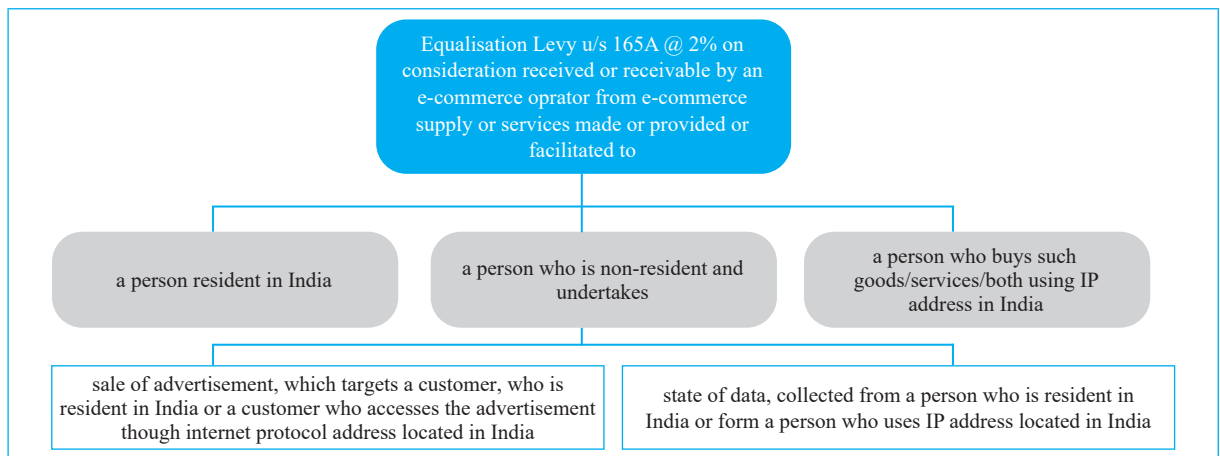 Equalisation Levy u/s 165A @ 2% on
consideration received or receivable by an
e-commerce oprator from e-commerce
supply or services made or provided or
facilitated to
a person resident in India
a person who is non-resident and
undertakes
a person who buys such
goods/services/both using IP
address in India
sale of advertisement, which targets a customer, who is
resident in India or a customer who accesses the advertisement
though internet protocol address located in India
state of data, collected from a person who is resident in
India or form a person who uses IP address located in India